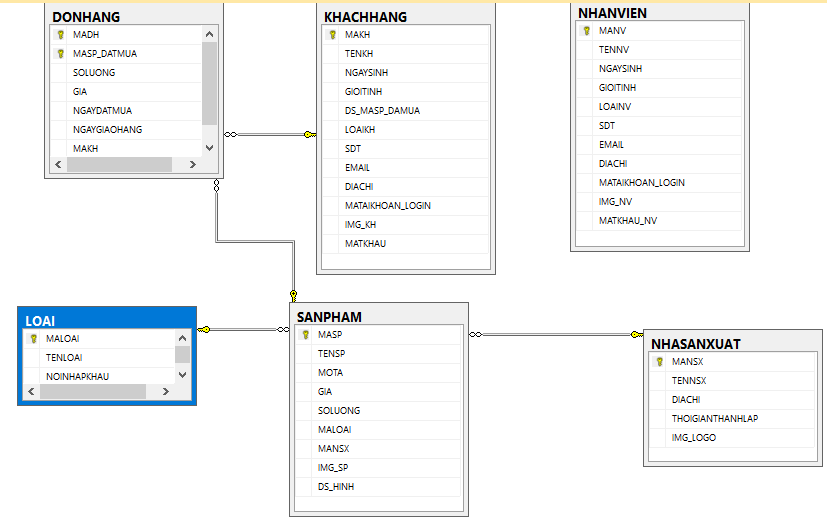 DONHANG
MADH
MASP_DATMUA
SOLUONG
GIA
NGAYDATMUA
NGAYGIAOHANG
MAKH
KHACHHANG
MAKH
TENKH
NGAYSINH
GIOITINH
DS_MASP_DAMUA
LOAIKH
SDT
EMAIL
DIACHI
MATAIKHOAN_LOGIN
IMG_KH
MATKHAU
NHANVIEN
MANV
TENNV
NGAYSINH
GIOITINH
LOAINV
SDT
EMAIL
DIACHI
MATAIKHOAN_LOGIN
IMG_NV
MATKHAU_NV
LOAI
MALOAI
TENLOAI
NOINHAPKHAU
SANPHAM
MASP
TENSP
MOTA
GIA
SOLUONG
MALOAI
MANSX
IMG_SP
DS_HINH
NHASANXUAT
MANSX
TENNSX
DIACHI
THOIGIANTHANHLAP
IMG_LOGO